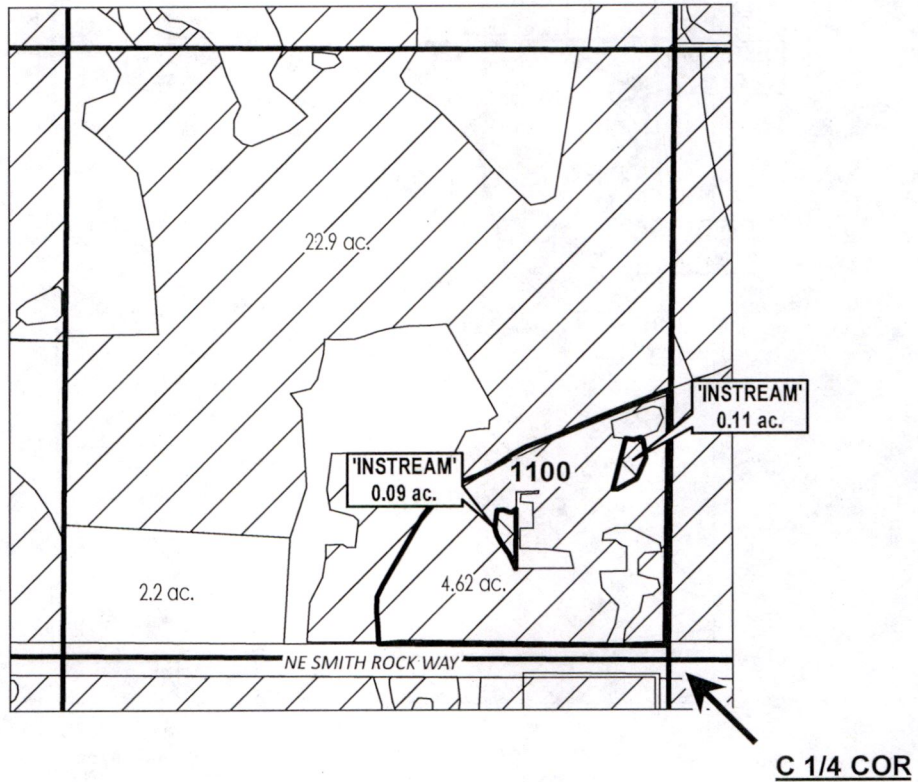 22.9 ac.
'INSTREAM'
0.11 ac.
'INSTREAM'
0.09 ac.
1100
4.62 ac.
2.2 ac.
NE SMITH ROCK WAY
C 1/4 COR